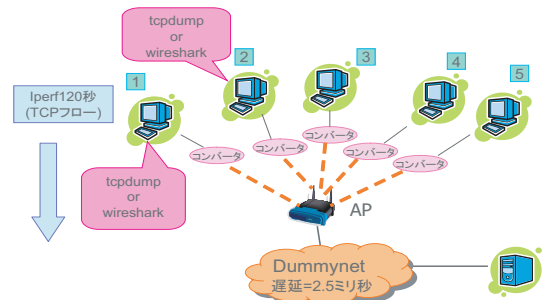 tcpdump
or
wireshark
2
3
4
5
1
Iperf120秒
(TCPフロー)
コンバータ
コンバータ
コンバータ
コンバータ
コンバータ
tcpdump
or
wireshark
AP
Dummynet
遅延=2.5ミリ秒